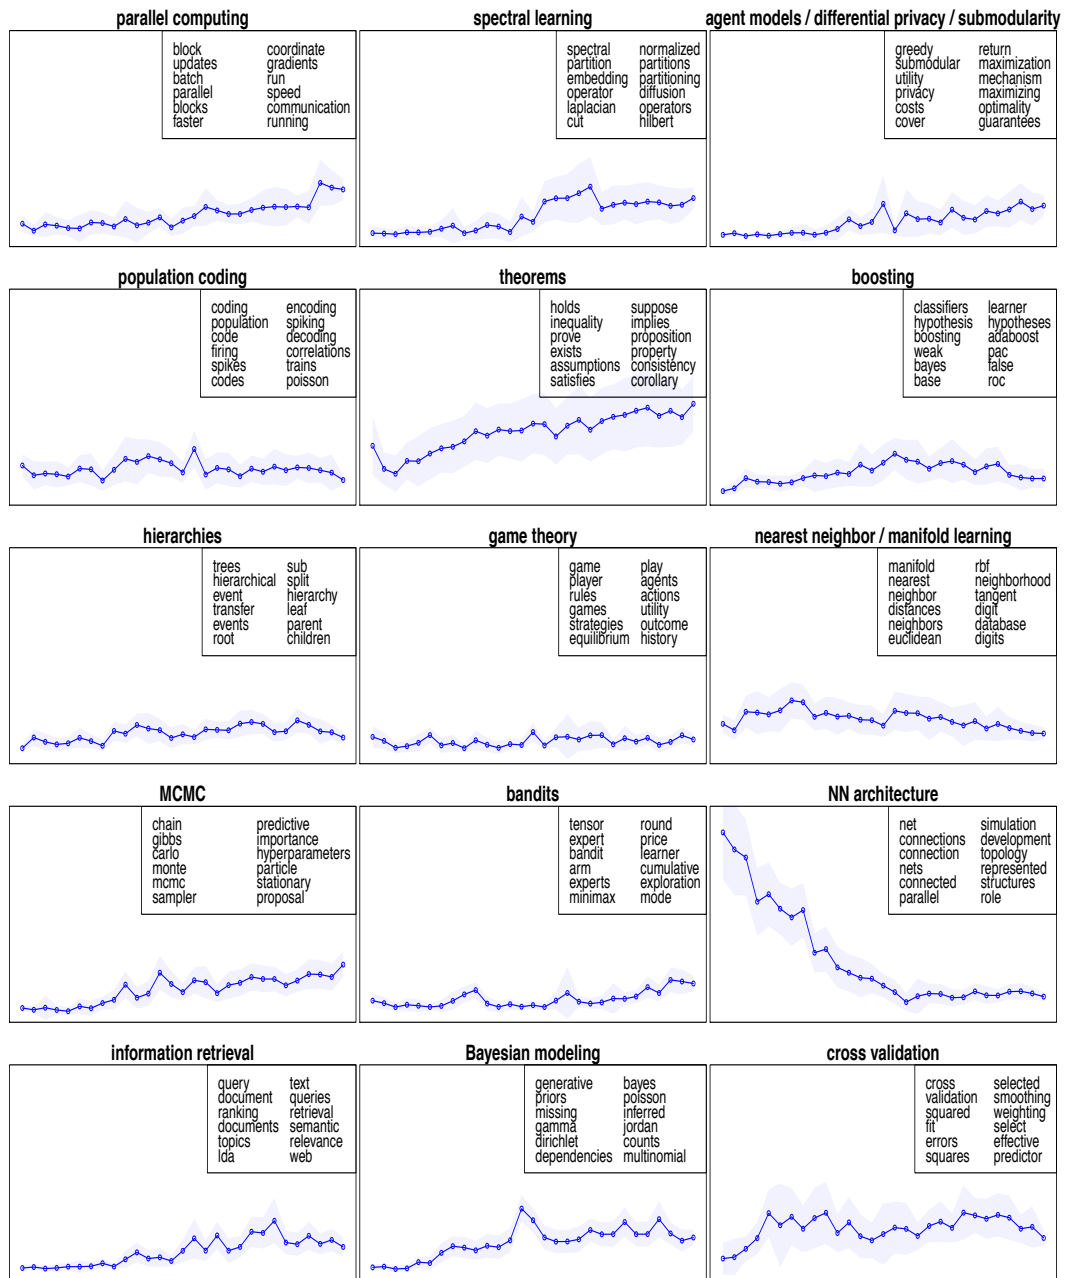 parallel computing
block coordinate
updates gradients
batch run
parallel speed
blocks communication
faster running
spectral learning
spectral normalized
partition partitions
embedding partitioning
operator diffusion
laplacian operators
cut hilbert
agent models / differential privacy / submodularity
greedy return
submodular maximization
utility mechanism
privacy maximizing
costs optimality
cover guarantees
population coding
coding encoding
population spiking
code decoding
firing correlations
spikes trains
codes poisson
theorems
holds suppose
inequality implies
prove proposition
exists property
assumptions consistency
satisfies corollary
boosting
classifiers learner
hypothesis hypotheses
boosting adaboost
weak pac
bayes false
base roc
hierarchies
trees sub
hierarchical split
event hierarchy
transfer leaf
events parent
root children
game theory
game play
player agents
rules actions
games utility
strategies outcome
equilibrium history
nearest neighbor / manifold learning
manifold rbf
nearest neighborhood
neighbor tangent
distances digit
neighbors database
euclidean digits
MCMC
chain predictive
gibbs importance
carlo hyperparameters
monte particle
mcmc stationary
sampler proposal
bandits
tensor round
expert price
bandit learner
arm cumulative
experts exploration
minimax mode
NN architecture
net simulation
connections development
connection topology
nets represented
connected structures
parallel role
information retrieval
query text
document queries
ranking retrieval
documents semantic
topics relevance
lda web
Bayesian modeling
generative bayes
priors poisson
missing inferred
gamma jordan
dirichlet counts
dependencies multinomial
cross validation
cross selected
validation smoothing
squared weighting
fit select
errors effective
squares predictor